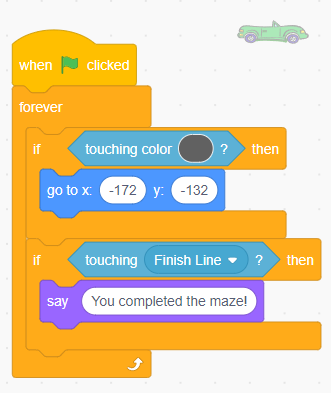 when clicked
forever
if touching color ? then
go to x: -172 y: -132
if touching Finish Line ? then
say You completed the maze!